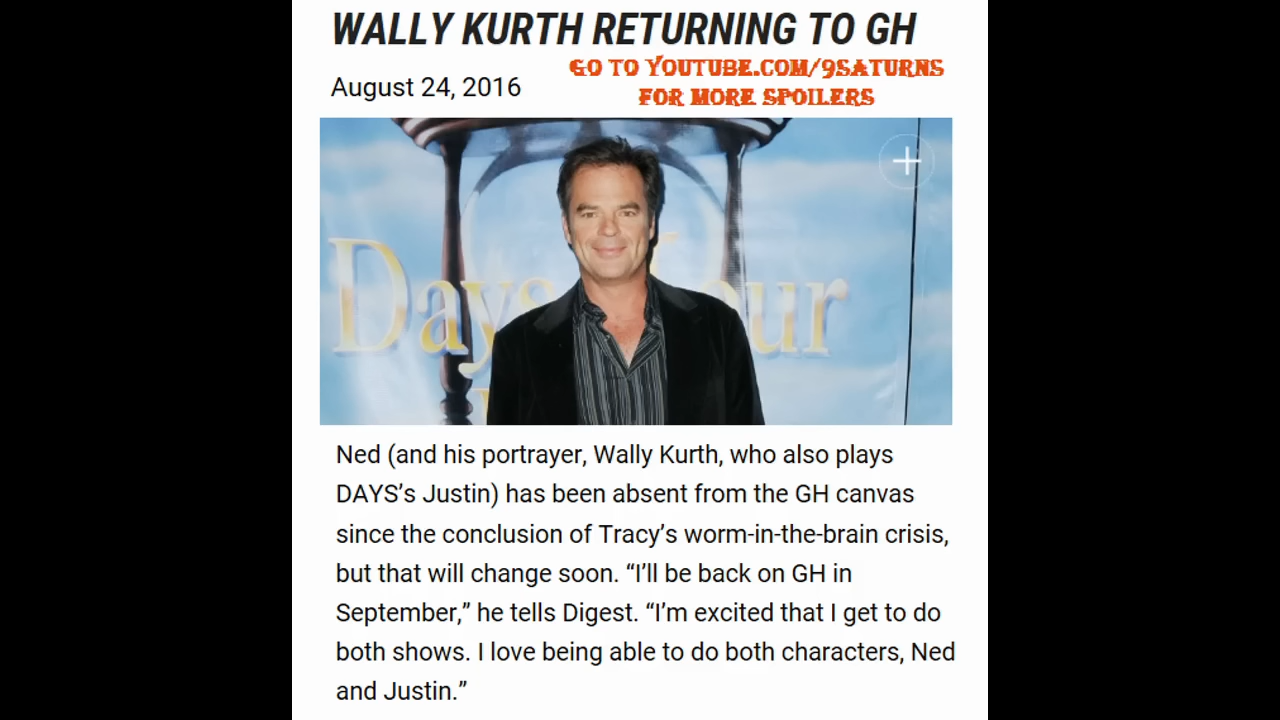 WALLY KURTH RETURNING TO GH
GO TO YOUTUBE.COM/9SATURNS
FOR MORE SPOILERS
August 24, 2016
Days our
Ned (and his portrayer, Wally Kurth, who also plays
DAYS’s Justin) has been absent from the GH canvas
since the conclusion of Tracy’s worm-in-the-brain crisis,
but that will change soon. “I’ll be back on GH in
September,” he tells Digest. “I’m excited that I get to do
both shows. I love being able to do both characters, Ned
and Justin.”